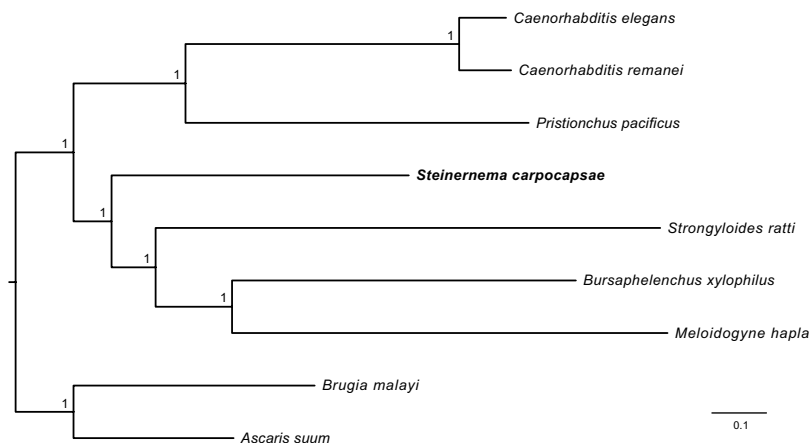 Caenorhabditis elegans
1
Caenorhabditis remanei
1
Pristionchus pacificus
1
Steinernema carpocapsae
1
Strongyloides ratti
1
Bursaphelenchus xylophilus
1
Meloidogyne hapla
Brugia malayi
1
0.1
Ascaris suum